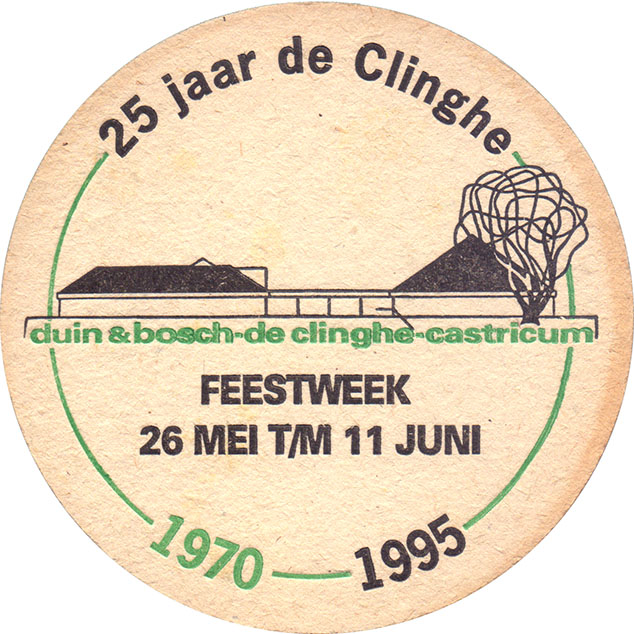 25 jaar de Clinghe
duin & bosch-de clinghe-castricum
FEESTWEEK
26 MEI T/M 11 JUNI
1970 — 1995